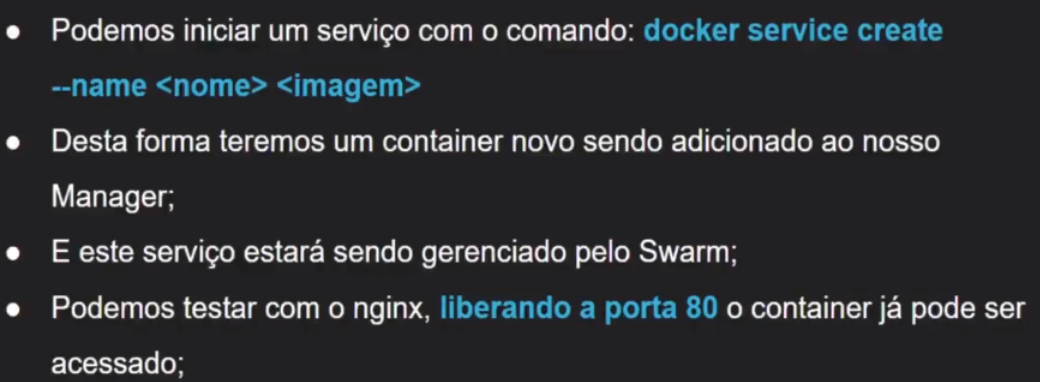 ● Podemos iniciar um serviço com o comando: docker service create
--name <nome> <imagem>
● Desta forma teremos um container novo sendo adicionado ao nosso
Manager;
● E este serviço estará sendo gerenciado pelo Swarm;
● Podemos testar com o nginx, liberando a porta 80 o container já pode ser
acessado;